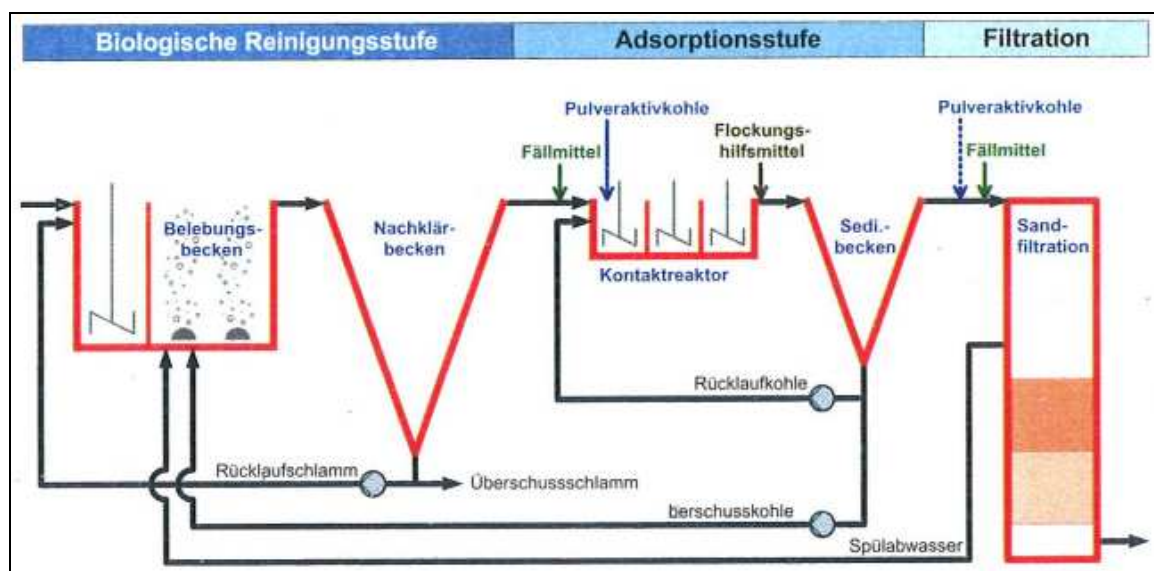 Biologische Reinigungsstufe
Adsorptionsstufe
Filtration
Pulveraktivkohle
Pulveraktivkohle
Flockungs-
hilfsmittel
Fällmittel
Fällmittel
Belebungs-
becken
Nachklär-
becken
Sedi.-
becken
Sand-
filtration
Kontaktreaktor
Rücklaufkohle
Rücklaufschlamm
Überschussschlamm
berschusskohle
Spülabwasser